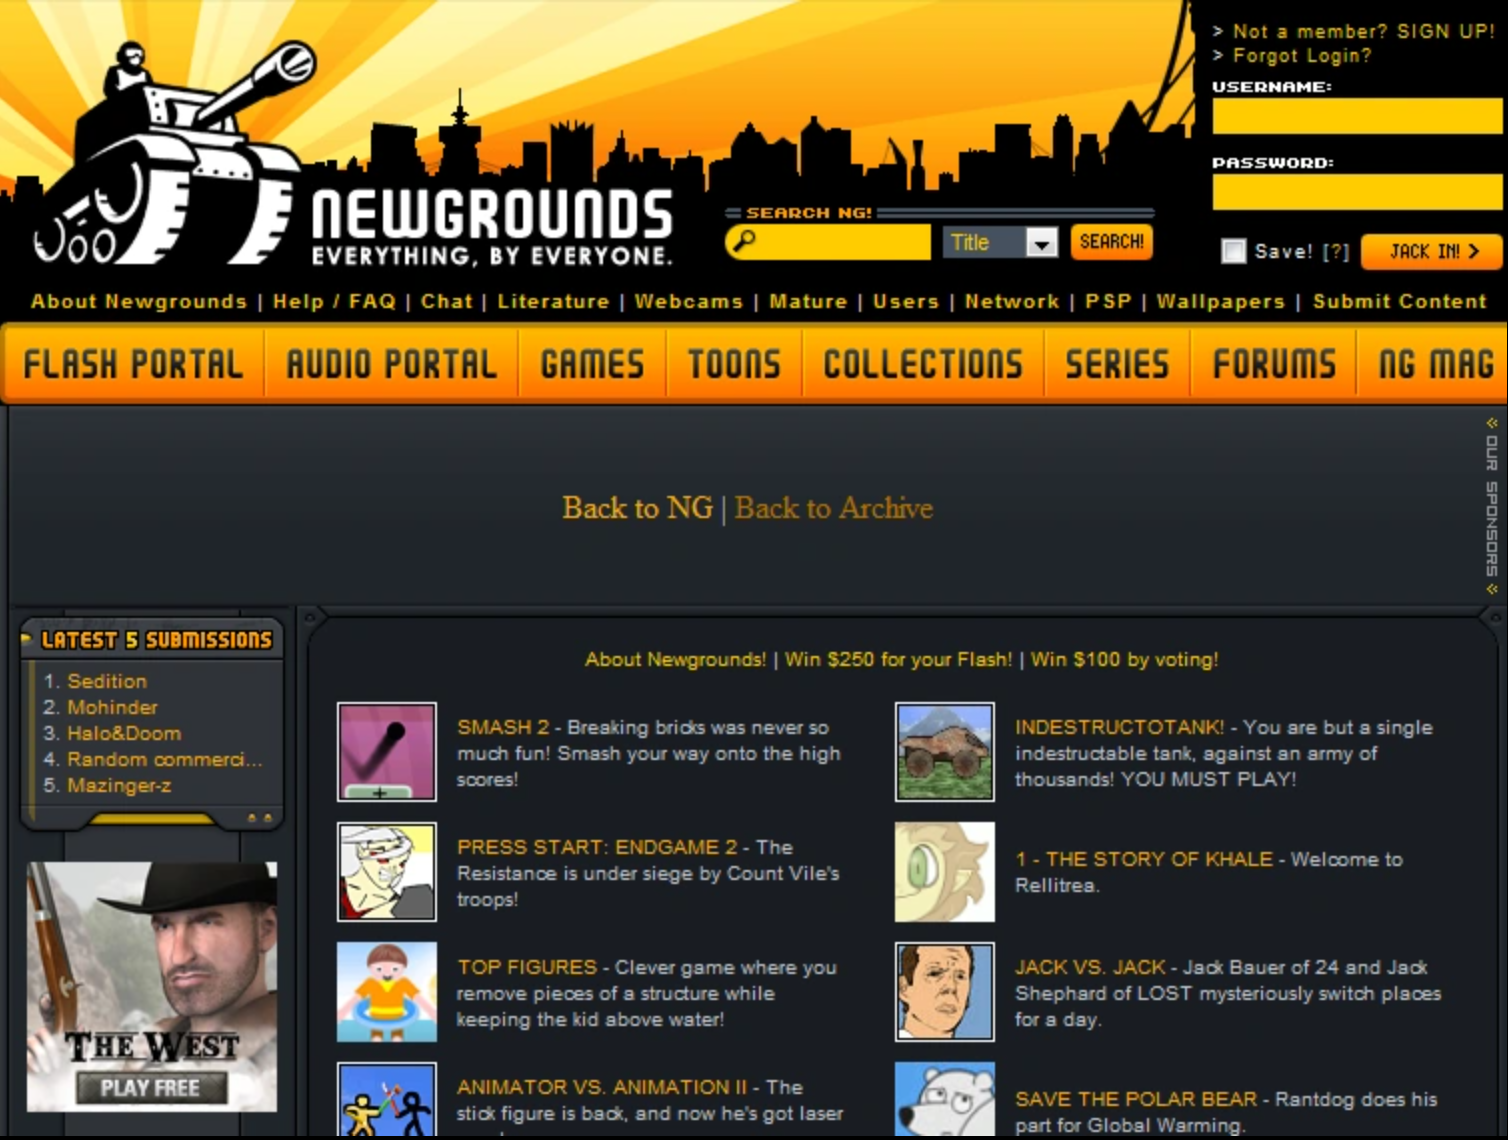 > Not a member? SIGN UP!
> Forgot Login?
USERNAME:
PASSWORD:
NEWGROUNDS
EVERYTHING, BY EVERYONE.
SEARCH NG!
Title
SEARCH!
Save! [?]
JACK IN! >
About Newgrounds | Help / FAQ | Chat | Literature | Webcams | Mature | Users | Network | PSP | Wallpapers | Submit Content
FLASH PORTAL
AUDIO PORTAL
GAMES
TOONS
COLLECTIONS
SERIES
FORUMS
NG MAG
« OUR SPONSORS «
Back to NG | Back to Archive
LATEST 5 SUBMISSIONS
1. Sedition
2. Mohinder
3. Halo&Doom
4. Random commerci...
5. Mazinger-z
THE WEST
PLAY FREE
About Newgrounds! | Win $250 for your Flash! | Win $100 by voting!
SMASH 2 - Breaking bricks was never so
much fun! Smash your way onto the high
scores!
INDESTRUCTOTANK! - You are but a single
indestructable tank, against an army of
thousands! YOU MUST PLAY!
PRESS START: ENDGAME 2 - The
Resistance is under siege by Count Vile's
troops!
1 - THE STORY OF KHALE - Welcome to
Rellitrea.
TOP FIGURES - Clever game where you
remove pieces of a structure while
keeping the kid above water!
JACK VS. JACK - Jack Bauer of 24 and Jack
Shephard of LOST mysteriously switch places
for a day.
ANIMATOR VS. ANIMATION II - The
stick figure is back, and now he's got laser
SAVE THE POLAR BEAR - Rantdog does his
part for Global Warming.